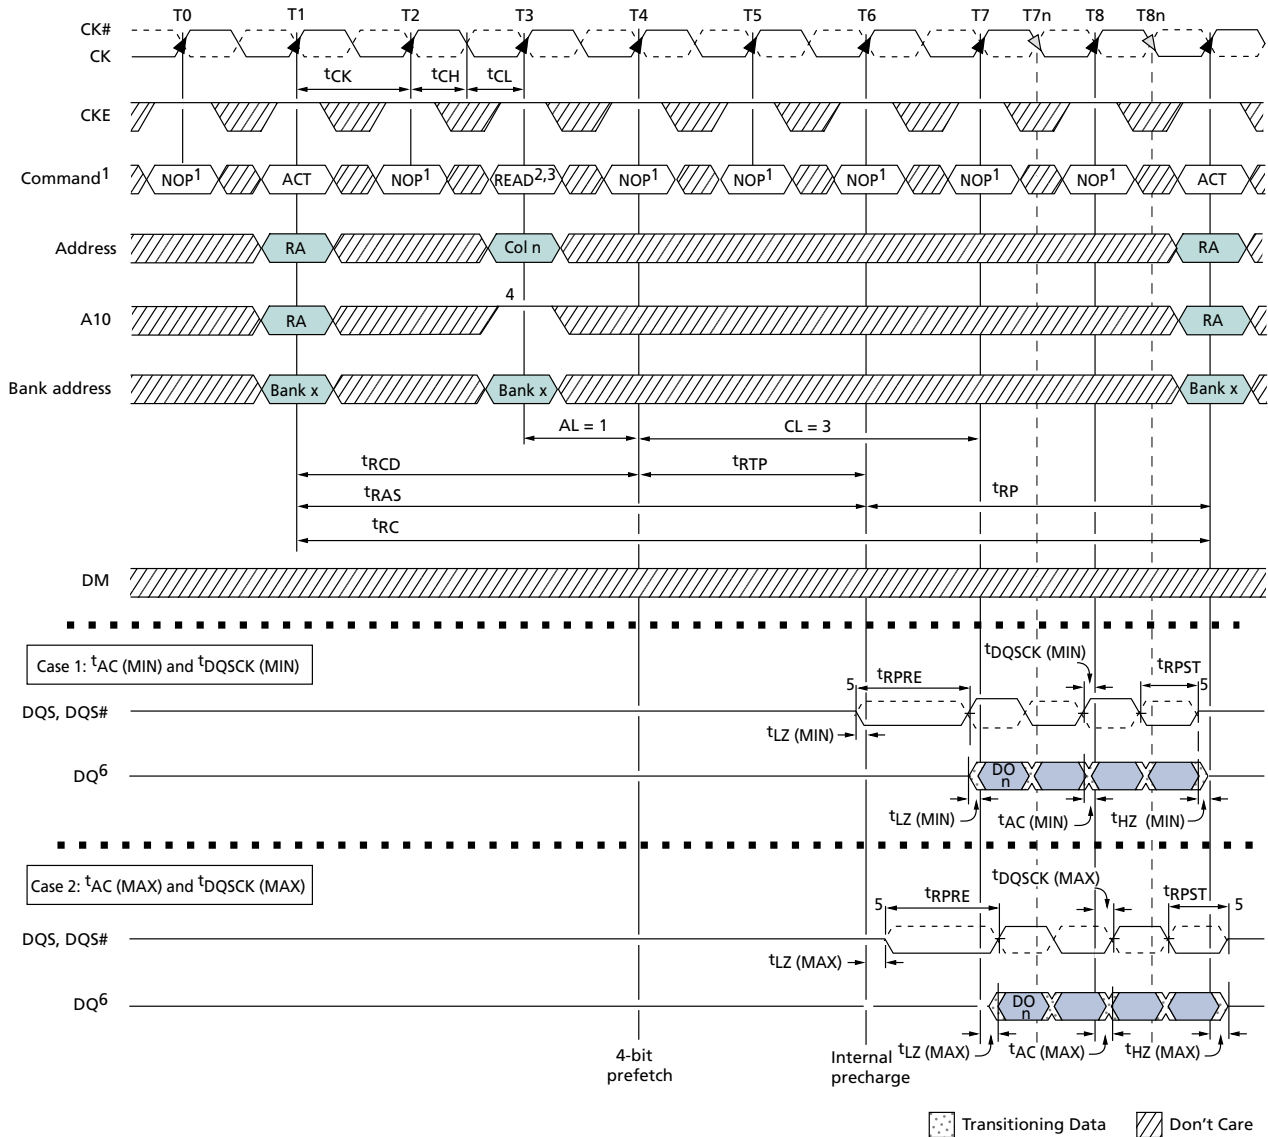 T0 T1 T2 T3 T4 T5 T6 T7 T7n T8 T8n
CK#
CK
tCK tCH tCL
CKE
Command1 NOP1 ACT NOP1 READ2,3 NOP1 NOP1 NOP1 NOP1 NOP1 ACT
Address RA Col n RA
4
A10 RA RA
Bank address Bank x Bank x Bank x
AL = 1 CL = 3
tRCD tRTP
tRAS tRP
tRC
DM
Case 1: tAC (MIN) and tDQSCK (MIN)
tDQSCK (MIN)
5 tRPRE tRPST 5
DQS, DQS#
tLZ (MIN)
DQ6 DO
n
tLZ (MIN) tAC (MIN) tHZ (MIN)
Case 2: tAC (MAX) and tDQSCK (MAX)
tDQSCK (MAX)
5 tRPRE tRPST 5
DQS, DQS#
tLZ (MAX)
DQ6 DO
n
tLZ (MAX) tAC (MAX) tHZ (MAX)
4-bit
prefetch
Internal
precharge
Transitioning Data Don't Care